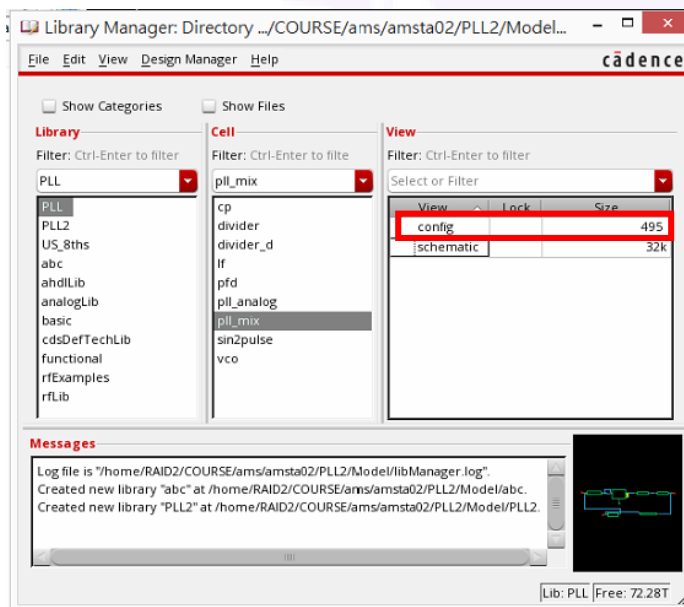 Library Manager: Directory .../COURSE/ams/amsta02/PLL2/Model...
File Edit View Design Manager Help
cādence
Show Categories Show Files
Library Cell View
Filter: Ctrl-Enter to filter Filter: Ctrl-Enter to filte Filter: Ctrl-Enter to filter
PLL pll_mix Select or Filter
PLL cp View Lock Size
PLL2 divider config 495
US_8ths divider_d schematic 32k
abc lf
ahdlLib pfd
analogLib pll_analog
basic pll_mix
cdsDefTechLib sin2pulse
functional vco
rfExamples
rfLib
Messages
Log file is "/home/RAID2/COURSE/ams/amsta02/PLL2/Model/libManager.log".
Created new library "abc" at /home/RAID2/COURSE/ams/amsta02/PLL2/Model/abc.
Created new library "PLL2" at /home/RAID2/COURSE/ams/amsta02/PLL2/Model/PLL2.
Lib: PLL Free: 72.28T